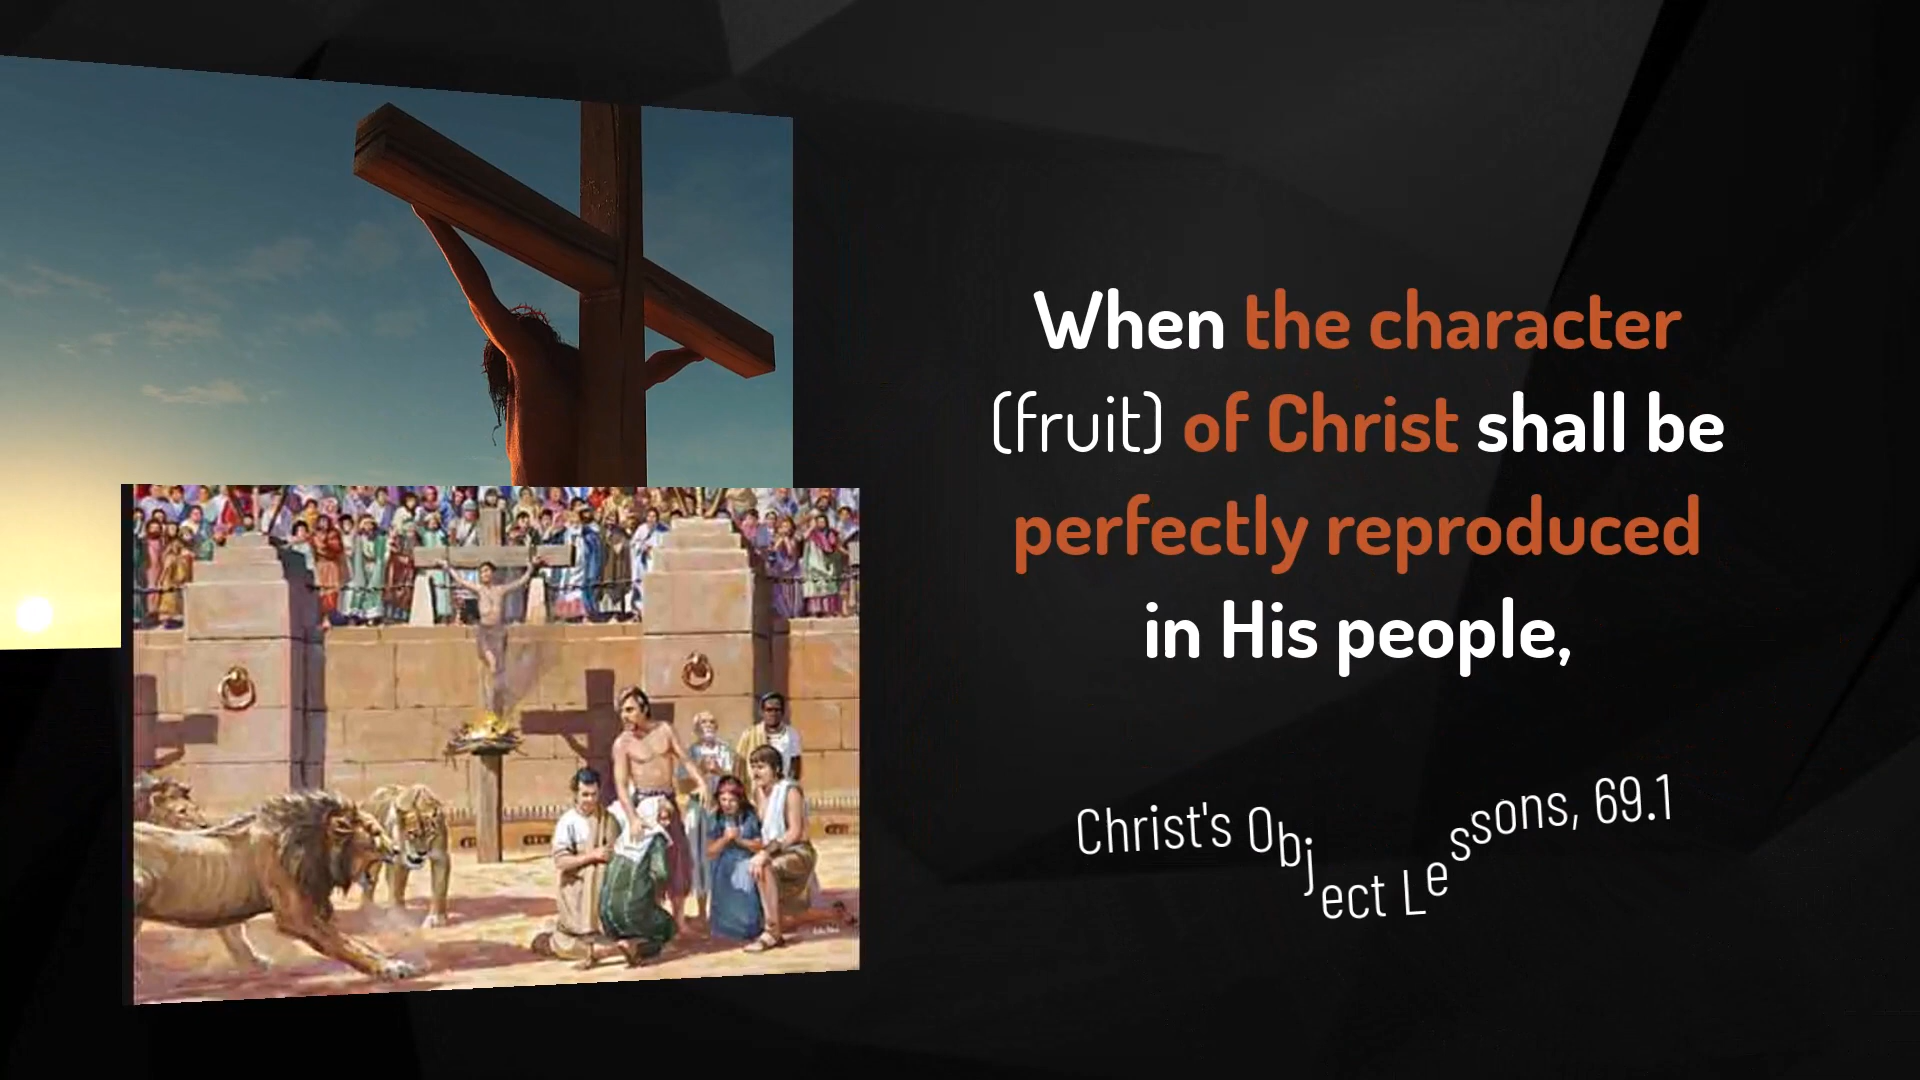 When the character
(fruit) of Christ shall be
perfectly reproduced
in His people,
Christ's Object Lessons, 69.1